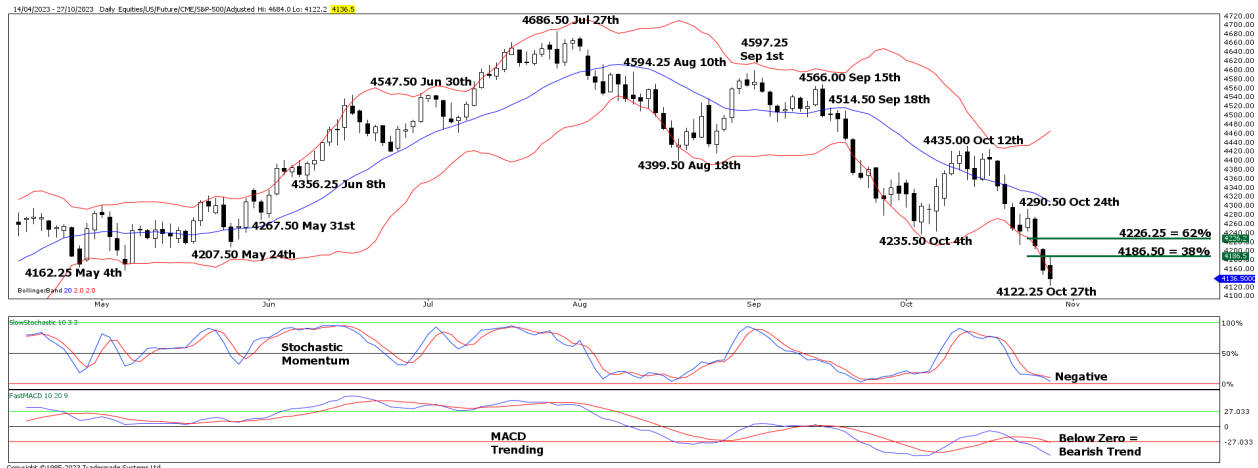 14/04/2023 - 27/10/2023 Daily Equities/US/Future/CME/S&P-500/Adjusted Hi: 4684.0 Lo: 4122.2 4136.5
4686.50 Jul 27th
4597.25
Sep 1st
4594.25 Aug 10th
4547.50 Jun 30th
4566.00 Sep 15th
4514.50 Sep 18th
4435.00 Oct 12th
4399.50 Aug 18th
4356.25 Jun 8th
4290.50 Oct 24th
4267.50 May 31st
4226.25 = 62%
4235.50 Oct 4th
4207.50 May 24th
4186.50 = 38%
4162.25 May 4th
4122.25 Oct 27th
BollingerBand 20 2.0 2.0
4720.00
4700.00
4680.00
4660.00
4640.00
4620.00
4600.00
4580.00
4560.00
4540.00
4520.00
4500.00
4480.00
4460.00
4440.00
4420.00
4400.00
4380.00
4360.00
4340.00
4320.00
4300.00
4280.00
4260.00
4240.00
4220.00
4200.00
4186.5
4160.00
4136.5000
4120.00
4100.00
May Jun Jul Aug Sep Oct Nov
SlowStochastic 10 3 3
Stochastic
Momentum
Negative
100%
50%
0%
FastMACD 10 20 9
MACD
Trending
Below Zero =
Bearish Trend
27.033
0
-27.033
Copyright ©1985-2023 Tradermade Systems Ltd